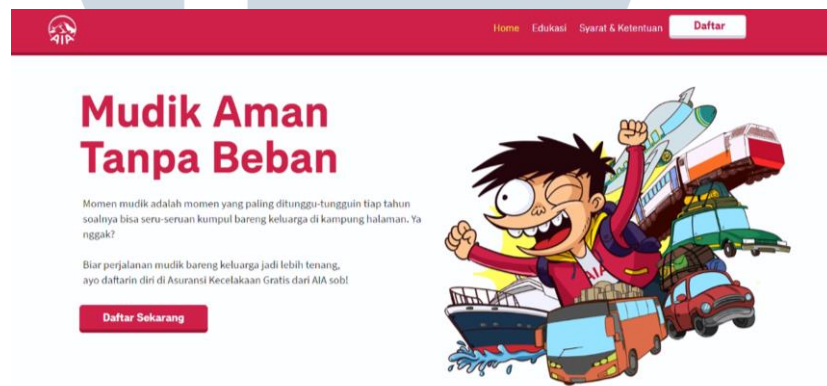 AIA
Home Edukasi Syarat & Ketentuan Daftar
Mudik Aman
Tanpa Beban
Momen mudik adalah momen yang paling ditunggu-tungguin tiap tahun
soalnya bisa seru-seruan kumpul bareng keluarga di kampung halaman. Ya
nggak?
Biar perjalanan mudik bareng keluarga jadi lebih tenang,
ayo daftarin diri di Asuransi Kecelakaan Gratis dari AIA sob!
Daftar Sekarang
AIA